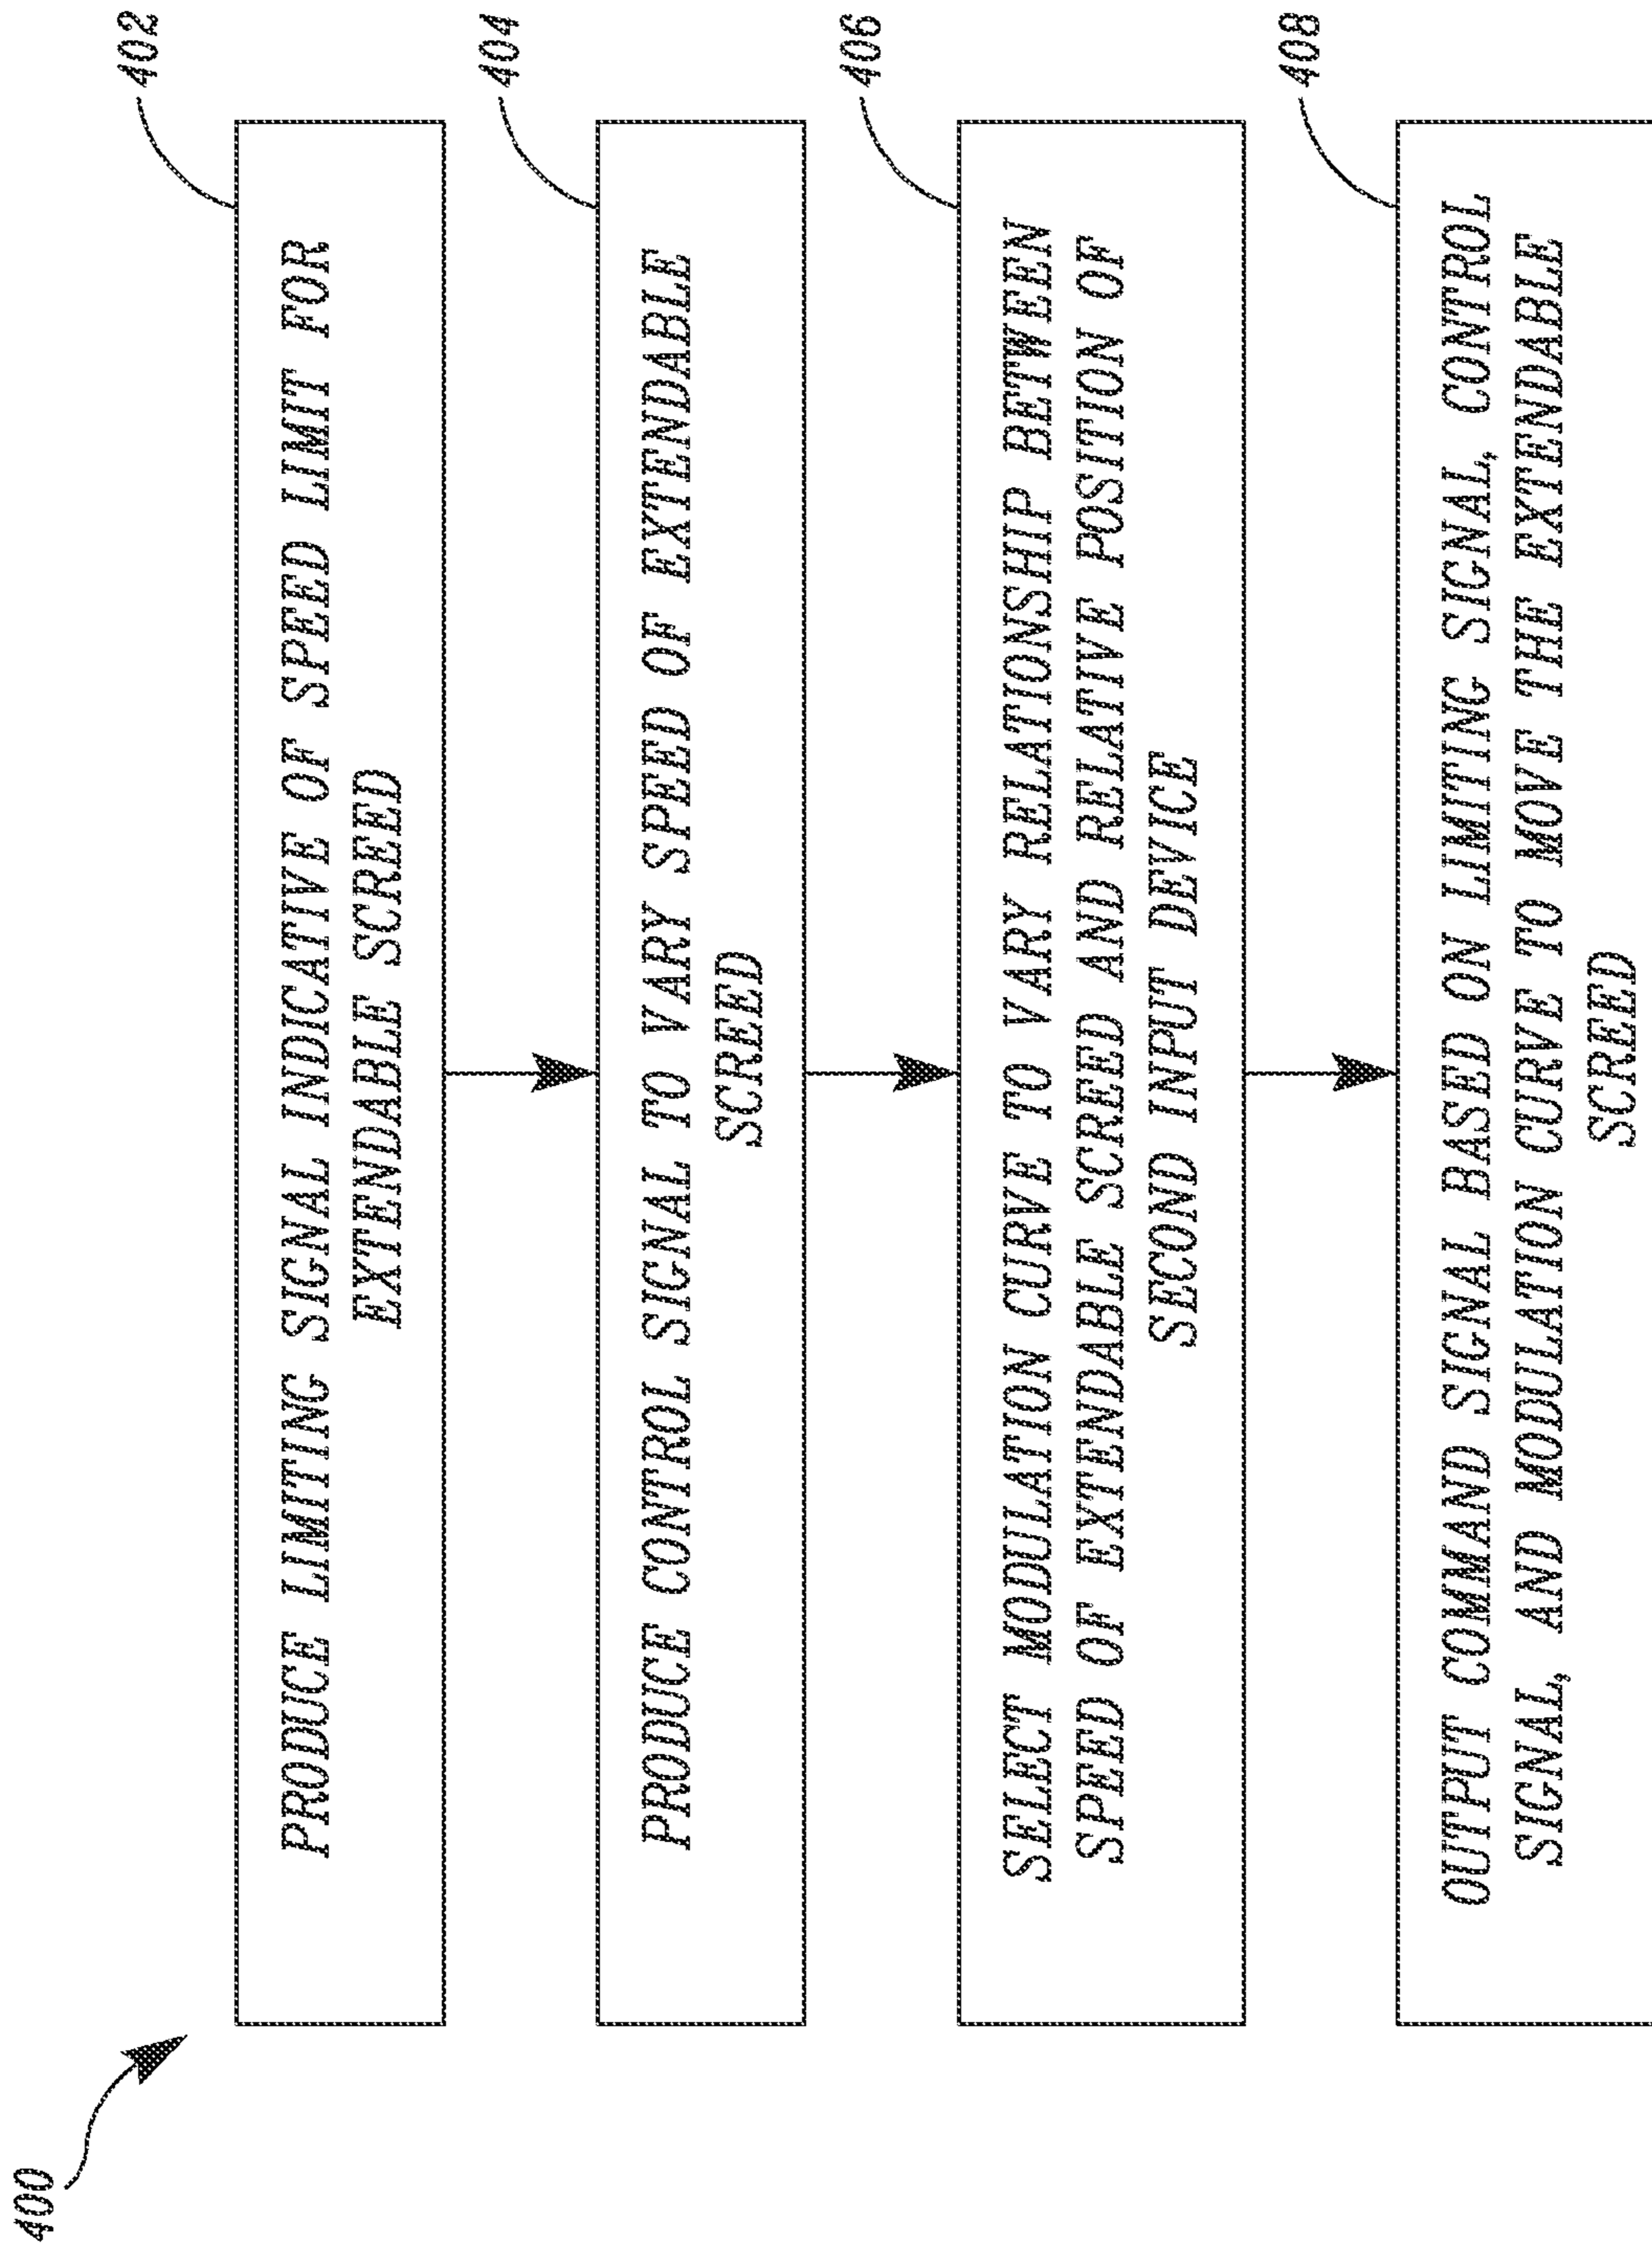 400
402
PRODUCE LIMITING SIGNAL INDICATIVE OF SPEED LIMIT FOR
EXTENDABLE SCREED
404
PRODUCE CONTROL SIGNAL TO VARY SPEED OF EXTENDABLE
SCREED
406
SELECT MODULATION CURVE TO VARY RELATIONSHIP BETWEEN
SPEED OF EXTENDABLE SCREED AND RELATIVE POSITION OF
SECOND INPUT DEVICE
408
OUTPUT COMMAND SIGNAL BASED ON LIMITING SIGNAL, CONTROL
SIGNAL, AND MODULATION CURVE TO MOVE THE EXTENDABLE
SCREED